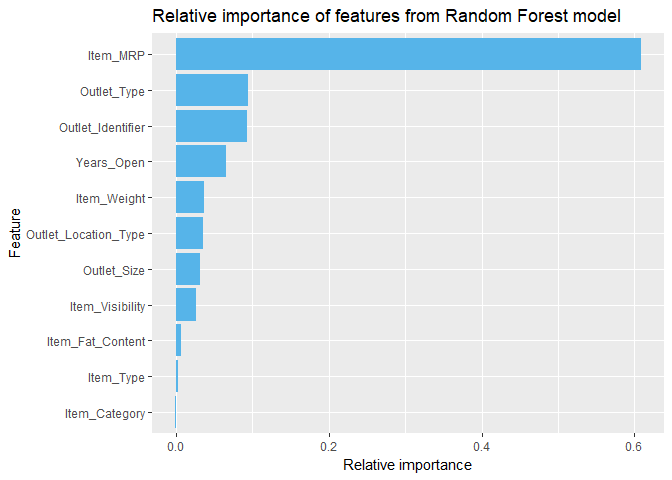 Relative importance of features from Random Forest model
Item_MRP
Outlet_Type
Outlet_Identifier
Years_Open
Item_Weight
Outlet_Location_Type
Outlet_Size
Item_Visibility
Item_Fat_Content
Item_Type
Item_Category
Feature
0.0 0.2 0.4 0.6
Relative importance